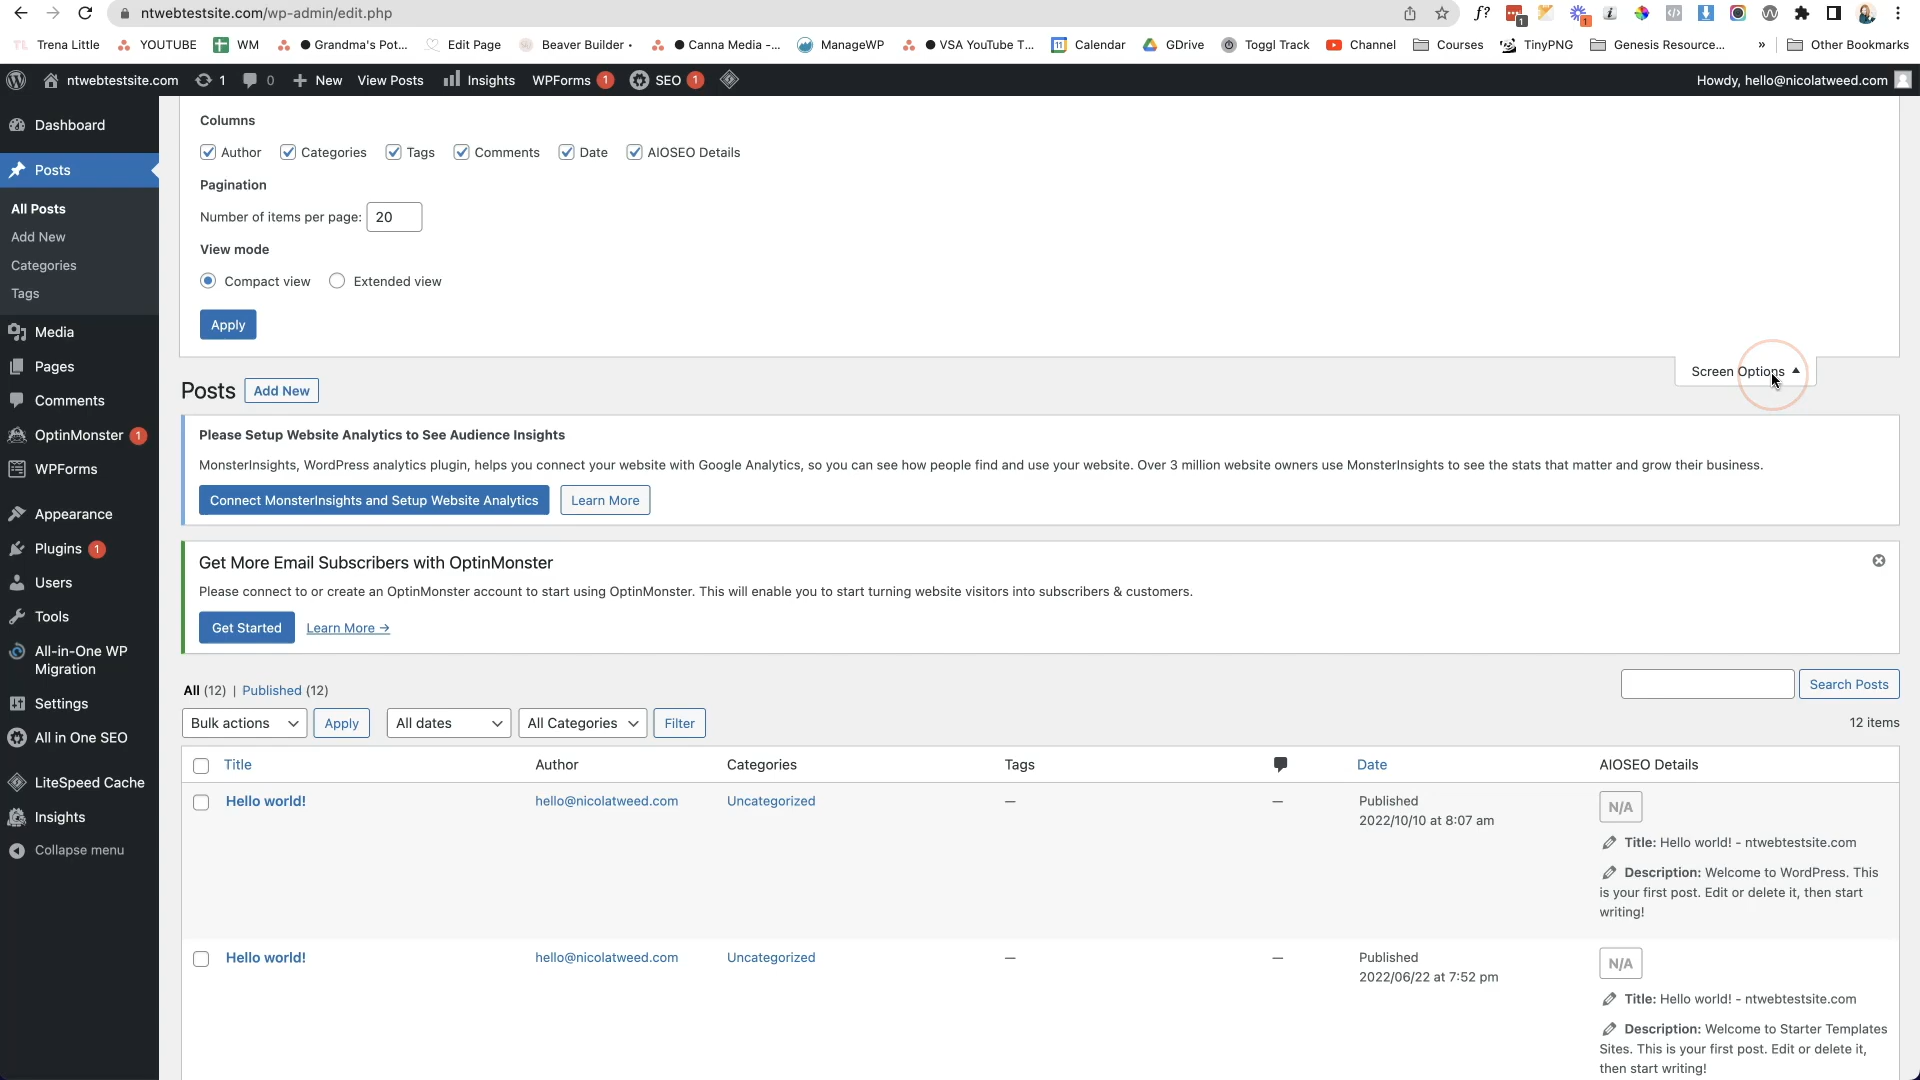 ntwebtestsite.com/wp-admin/edit.php
f?
1
1
TL Trena Little
YOUTUBE
WM
Grandma's Pot...
Edit Page
Beaver Builder •
Canna Media -...
ManageWP
VSA YouTube T...
Calendar
GDrive
Toggl Track
Channel
Courses
TinyPNG
Genesis Resource...
»
Other Bookmarks
ntwebtestsite.com
1
0
New
View Posts
Insights
WPForms 1
SEO 1
Howdy, hello@nicolatweed.com
Dashboard
Posts
All Posts
Add New
Categories
Tags
Media
Pages
Comments
OptinMonster 1
WPForms
Appearance
Plugins 1
Users
Tools
All-in-One WP
Migration
Settings
All in One SEO
LiteSpeed Cache
Insights
Collapse menu
Columns
Author
Categories
Tags
Comments
Date
AIOSEO Details
Pagination
Number of items per page: 20
View mode
Compact view
Extended view
Apply
Screen Options
Posts
Add New
Please Setup Website Analytics to See Audience Insights
MonsterInsights, WordPress analytics plugin, helps you connect your website with Google Analytics, so you can see how people find and use your website. Over 3 million website owners use MonsterInsights to see the stats that matter and grow their business.
Connect MonsterInsights and Setup Website Analytics
Learn More
Get More Email Subscribers with OptinMonster
Please connect to or create an OptinMonster account to start using OptinMonster. This will enable you to start turning website visitors into subscribers & customers.
Get Started
Learn More →
All (12) | Published (12)
Search Posts
Bulk actions
Apply
All dates
All Categories
Filter
12 items
Title
Author
Categories
Tags
Date
AIOSEO Details
Hello world!
hello@nicolatweed.com
Uncategorized
—
—
Published
2022/10/10 at 8:07 am
N/A
Title: Hello world! - ntwebtestsite.com
Description: Welcome to WordPress. This
is your first post. Edit or delete it, then start
writing!
Hello world!
hello@nicolatweed.com
Uncategorized
—
—
Published
2022/06/22 at 7:52 pm
N/A
Title: Hello world! - ntwebtestsite.com
Description: Welcome to Starter Templates
Sites. This is your first post. Edit or delete it,
then start writing!